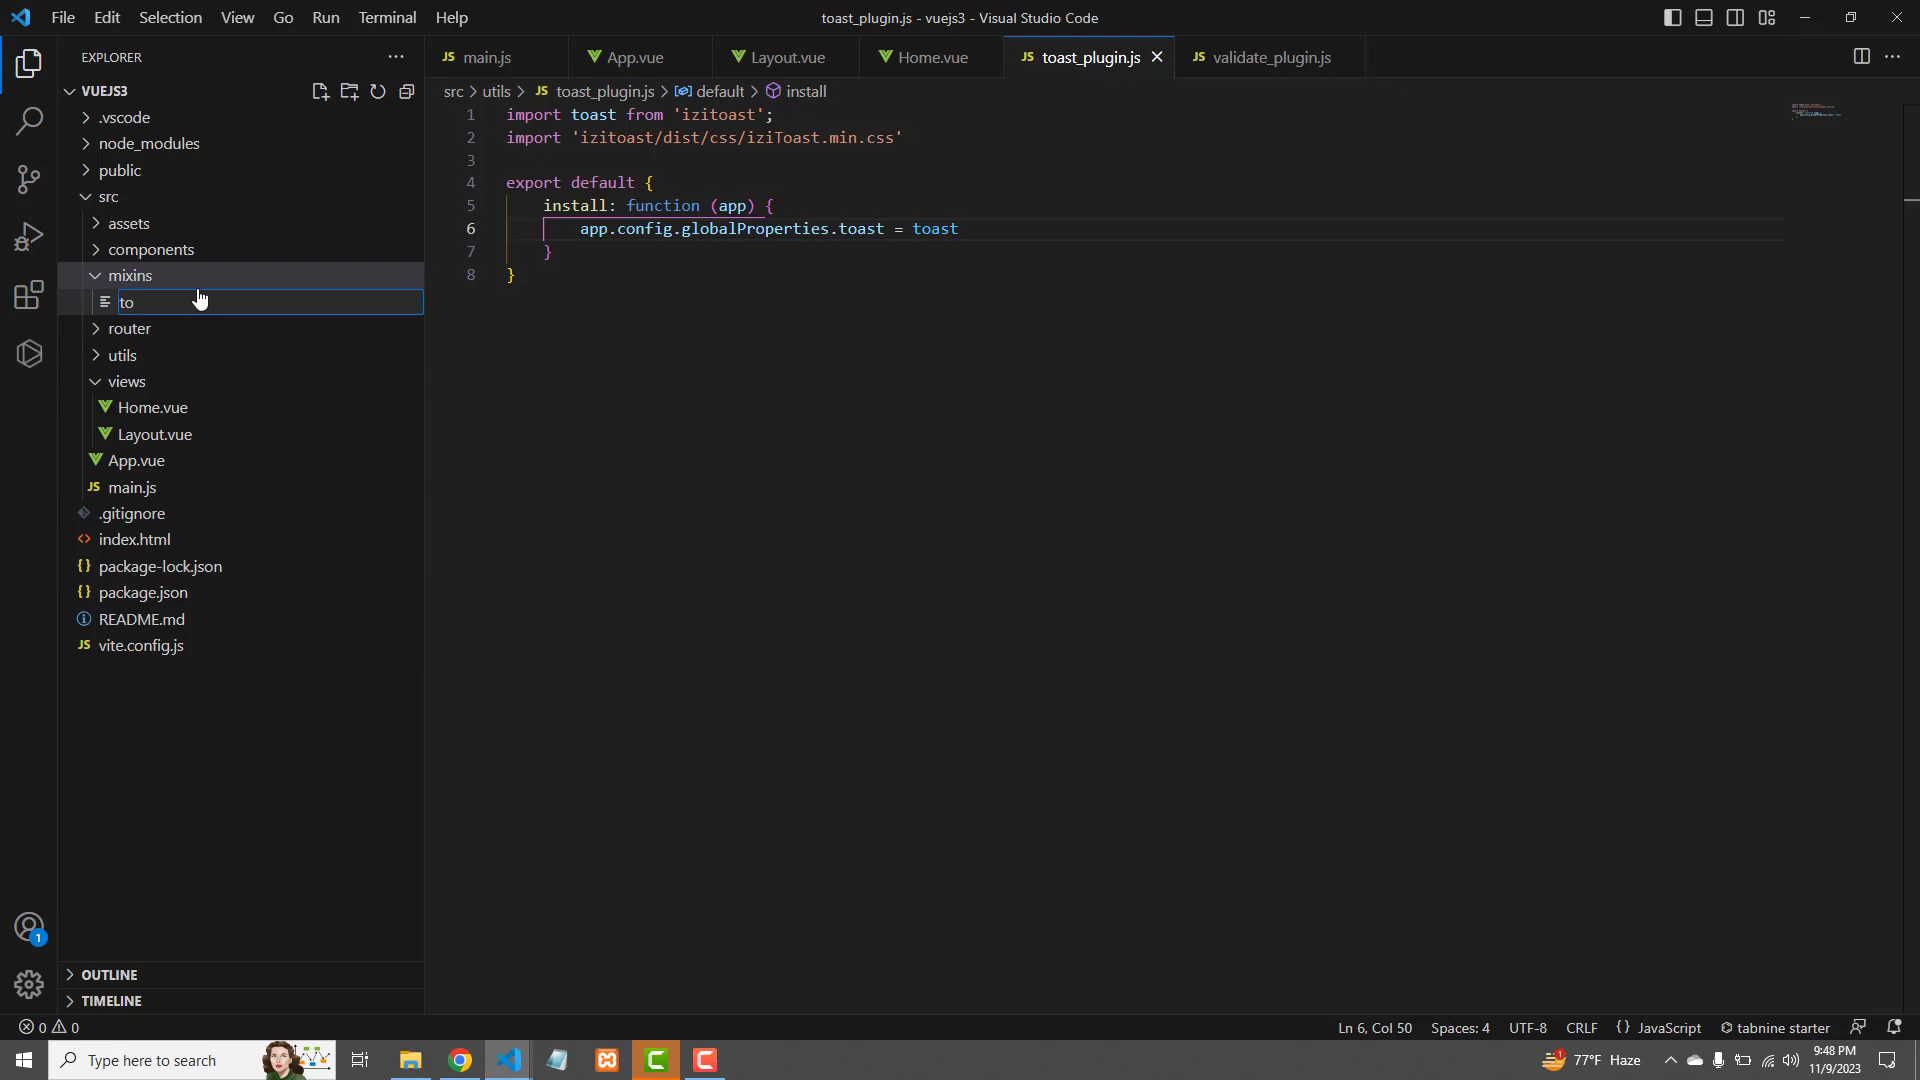 File Edit Selection View Go Run Terminal Help
toast_plugin.js - vuejs3 - Visual Studio Code
EXPLORER
VUEJS3
.vscode
node_modules
public
src
assets
components
mixins
to
router
utils
views
Home.vue
Layout.vue
App.vue
main.js
.gitignore
index.html
package-lock.json
package.json
README.md
vite.config.js
OUTLINE
TIMELINE
main.js App.vue Layout.vue Home.vue toast_plugin.js validate_plugin.js
src > utils > JS toast_plugin.js > default > install
1 import toast from 'izitoast';
2 import 'izitoast/dist/css/iziToast.min.css'
3
4 export default {
5 install: function (app) {
6 app.config.globalProperties.toast = toast
7 }
8 }
1
0 0
Ln 6, Col 50 Spaces: 4 UTF-8 CRLF {} JavaScript tabnine starter
Type here to search
1 77°F Haze
9:48 PM
11/9/2023